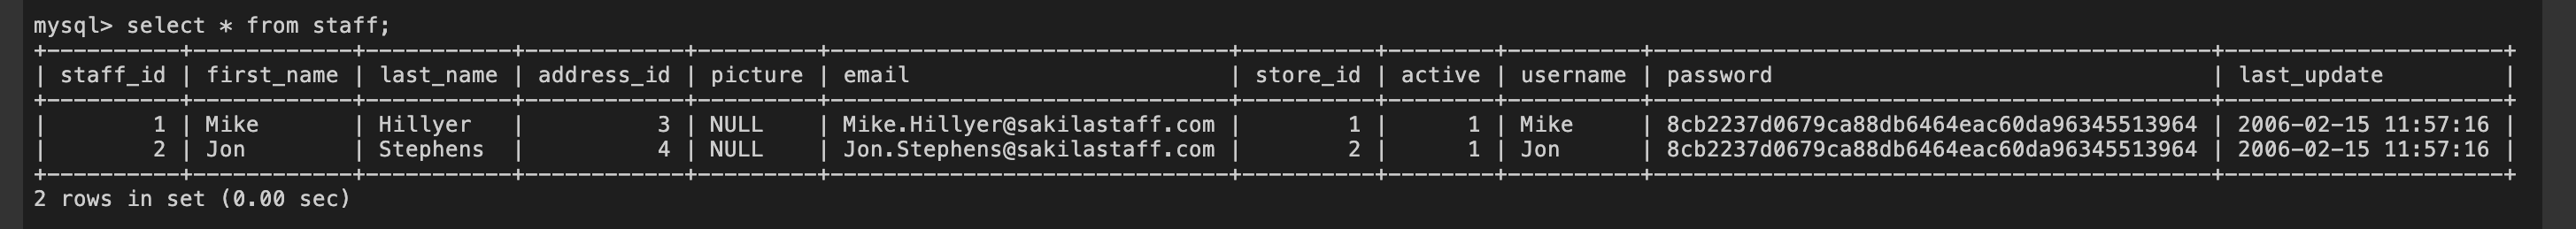 mysql> select * from staff;
+----------+------------+-----------+------------+---------+------------------------------+----------+--------+----------+------------------------------------------+---------------------+
| staff_id | first_name | last_name | address_id | picture | email                        | store_id | active | username | password                                 | last_update         |
+----------+------------+-----------+------------+---------+------------------------------+----------+--------+----------+------------------------------------------+---------------------+
|        1 | Mike       | Hillyer   |          3 | NULL    | Mike.Hillyer@sakilastaff.com |        1 |      1 | Mike     | 8cb2237d0679ca88db6464eac60da96345513964 | 2006-02-15 11:57:16 |
|        2 | Jon        | Stephens  |          4 | NULL    | Jon.Stephens@sakilastaff.com |        2 |      1 | Jon      | 8cb2237d0679ca88db6464eac60da96345513964 | 2006-02-15 11:57:16 |
+----------+------------+-----------+------------+---------+------------------------------+----------+--------+----------+------------------------------------------+---------------------+
2 rows in set (0.00 sec)